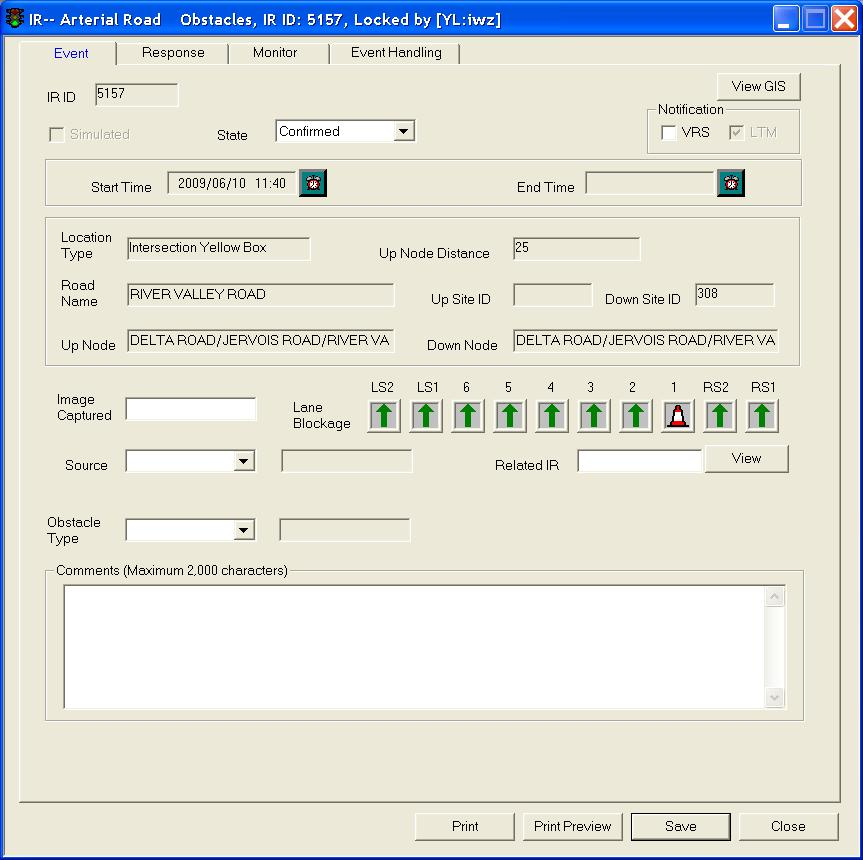 IR-- Arterial Road    Obstacles, IR ID: 5157, Locked by [YL:iwz]
Event Response Monitor Event Handling
IR ID 5157 View GIS
Notification
Simulated State Confirmed VRS LTM
Start Time 2009/06/10 11:40 End Time
Location Type Intersection Yellow Box Up Node Distance 25
Road Name RIVER VALLEY ROAD Up Site ID Down Site ID 308
Up Node DELTA ROAD/JERVOIS ROAD/RIVER VA Down Node DELTA ROAD/JERVOIS ROAD/RIVER VA
LS2 LS1 6 5 4 3 2 1 RS2 RS1
Image Captured Lane Blockage
Source Related IR View
Obstacle Type
Comments (Maximum 2,000 characters)
Print Print Preview Save Close